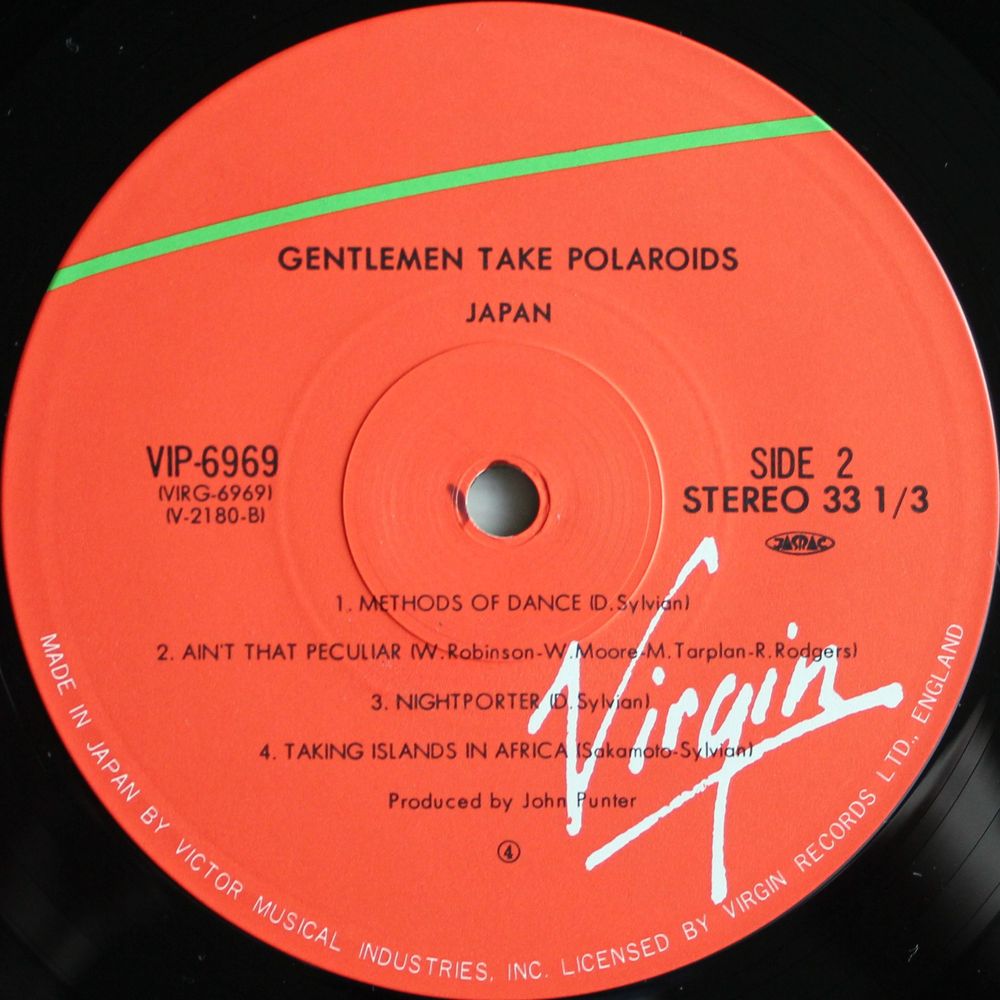 GENTLEMEN TAKE POLAROIDS
JAPAN
VIP-6969
(VIRG-6969)
(V-2180-B)
SIDE 2
STEREO 33 1/3
JASRAC
1. METHODS OF DANCE (D. Sylvian)
2. AIN'T THAT PECULIAR (W. Robinson-W. Moore-M. Tarplan-R. Rodgers)
3. NIGHTPORTER (D. Sylvian)
4. TAKING ISLANDS IN AFRICA (Sakamoto-Sylvian)
Produced by John Punter
4
Virgin
MADE IN JAPAN BY VICTOR MUSICAL INDUSTRIES, INC. LICENSED BY VIRGIN RECORDS LTD., ENGLAND